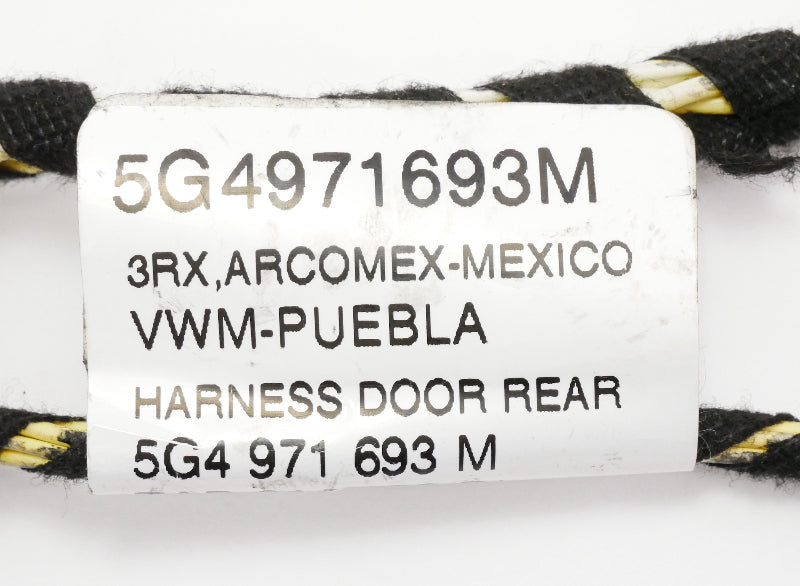 5G4971693M
3RX,ARCOMEX-MEXICO
VWM-PUEBLA
HARNESS DOOR REAR
5G4 971 693 M